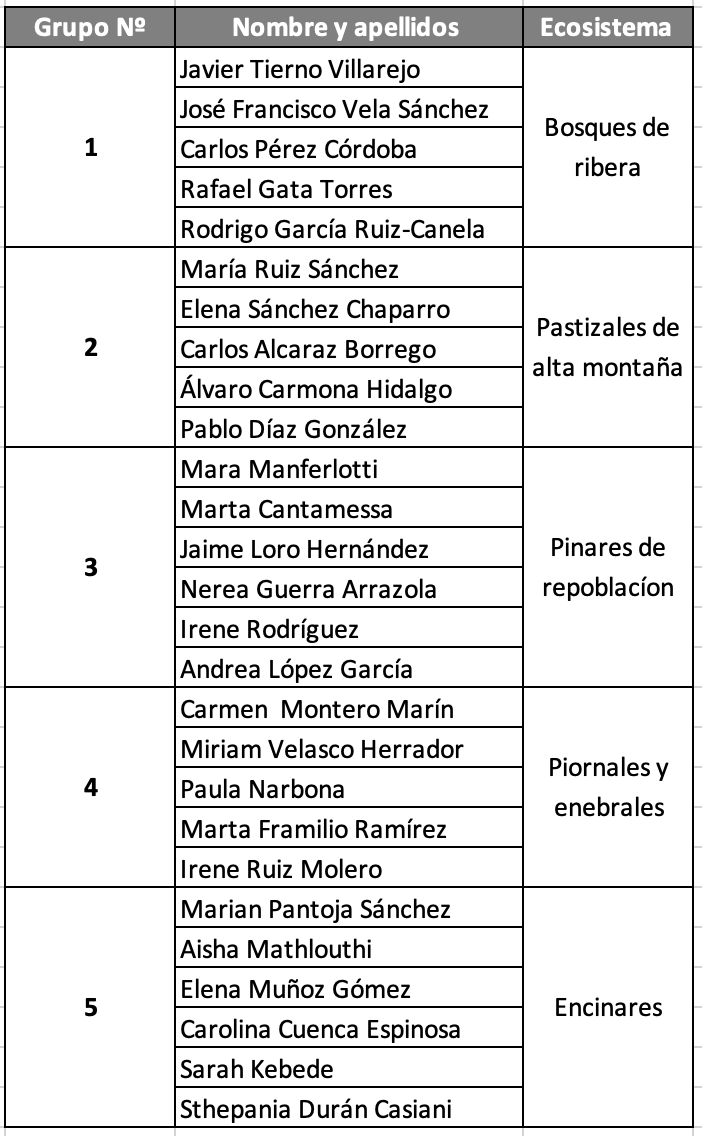 Grupo Nº Nombre y apellidos Ecosistema
Javier Tierno Villarejo
José Francisco Vela Sánchez
1
Carlos Pérez Córdoba
Rafael Gata Torres
Rodrigo García Ruiz-Canela
Bosques de
ribera
María Ruiz Sánchez
Elena Sánchez Chaparro
2
Carlos Alcaraz Borrego
Álvaro Carmona Hidalgo
Pablo Díaz González
Pastizales de
alta montaña
Mara Manferlotti
Marta Cantamessa
3
Jaime Loro Hernández
Nerea Guerra Arrazola
Irene Rodríguez
Andrea López García
Pinares de
repoblacíon
Carmen  Montero Marín
Miriam Velasco Herrador
4
Paula Narbona
Marta Framilio Ramírez
Irene Ruiz Molero
Piornales y
enebrales
Marian Pantoja Sánchez
Aisha Mathlouthi
5
Elena Muñoz Gómez
Carolina Cuenca Espinosa
Sarah Kebede
Sthepania Durán Casiani
Encinares